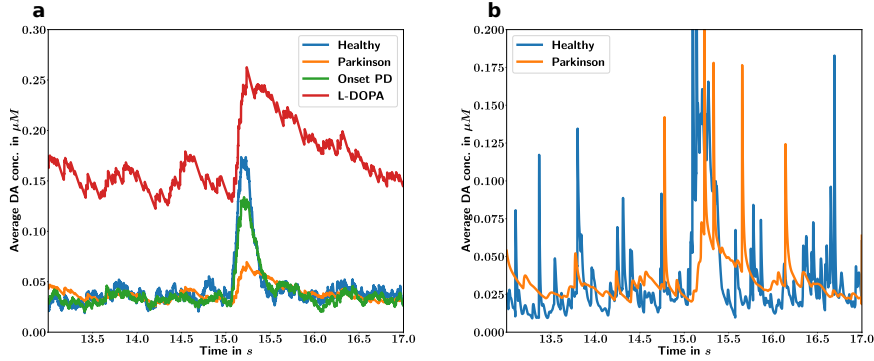 a
0.30
0.25
0.20
0.15
0.10
0.05
0.00
Average DA conc. in μM
Healthy
Parkinson
Onset PD
L-DOPA
13.5 14.0 14.5 15.0 15.5 16.0 16.5 17.0
Time in s
b
0.200
0.175
0.150
0.125
0.100
0.075
0.050
0.025
0.000
Average DA conc. in μM
Healthy
Parkinson
13.5 14.0 14.5 15.0 15.5 16.0 16.5 17.0
Time in s